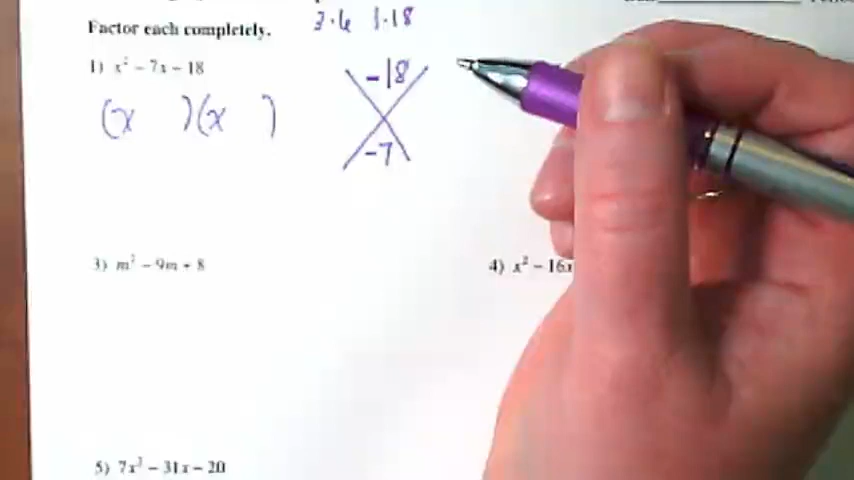 3·6 1·18
Factor each completely.
1) x² - 7x - 18
-18
(x )(x )
-7
3) m² - 9m + 8
4) x² - 16x
5) 7x² - 31x - 20